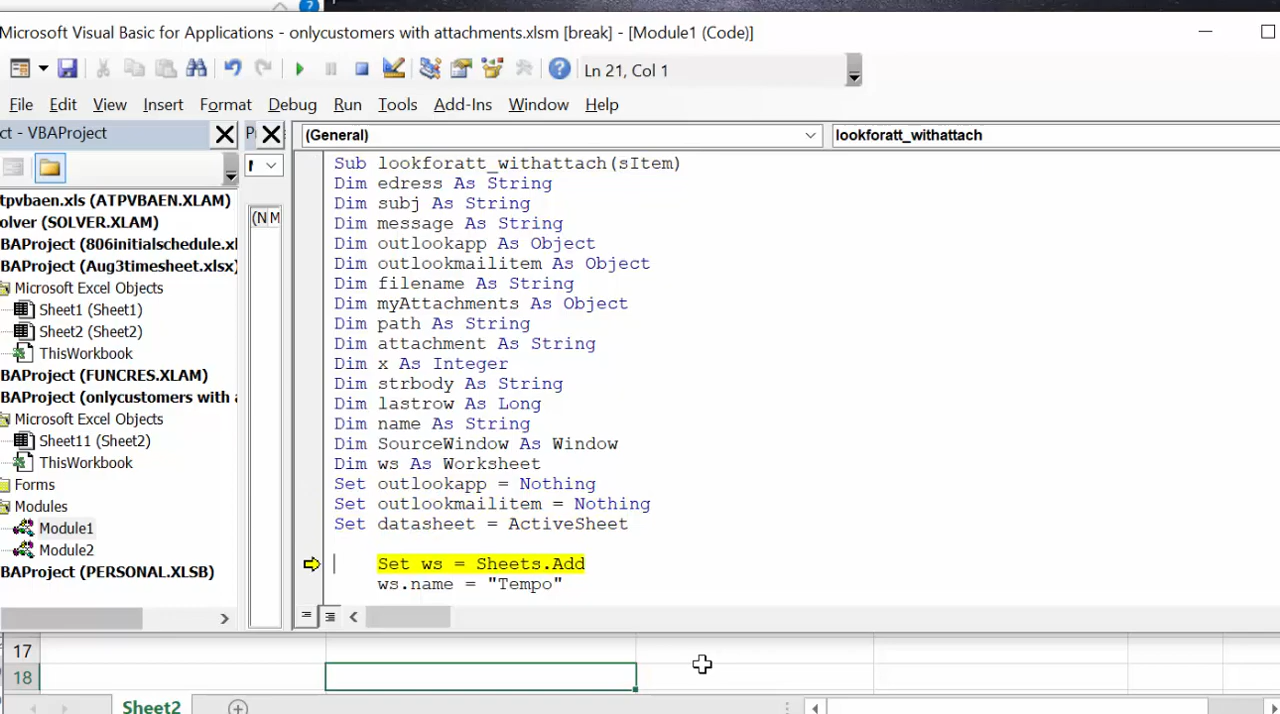 Microsoft Visual Basic for Applications - onlycustomers with attachments.xlsm [break] - [Module1 (Code)]
Ln 21, Col 1
File Edit View Insert Format Debug Run Tools Add-Ins Window Help
ct - VBAProject
(General)
lookforatt_withattach
tpvbaen.xls (ATPVBAEN.XLAM)
olver (SOLVER.XLAM)
BAProject (806initialschedule.xl
BAProject (Aug3timesheet.xlsx)
Microsoft Excel Objects
Sheet1 (Sheet1)
Sheet2 (Sheet2)
ThisWorkbook
BAProject (FUNCRES.XLAM)
BAProject (onlycustomers with a
Microsoft Excel Objects
Sheet11 (Sheet2)
ThisWorkbook
Forms
Modules
Module1
Module2
BAProject (PERSONAL.XLSB)
(N M
Sub lookforatt_withattach(sItem)
Dim edress As String
Dim subj As String
Dim message As String
Dim outlookapp As Object
Dim outlookmailitem As Object
Dim filename As String
Dim myAttachments As Object
Dim path As String
Dim attachment As String
Dim x As Integer
Dim strbody As String
Dim lastrow As Long
Dim name As String
Dim SourceWindow As Window
Dim ws As Worksheet
Set outlookapp = Nothing
Set outlookmailitem = Nothing
Set datasheet = ActiveSheet
Set ws = Sheets.Add
ws.name = "Tempo"
17
18
Sheet2